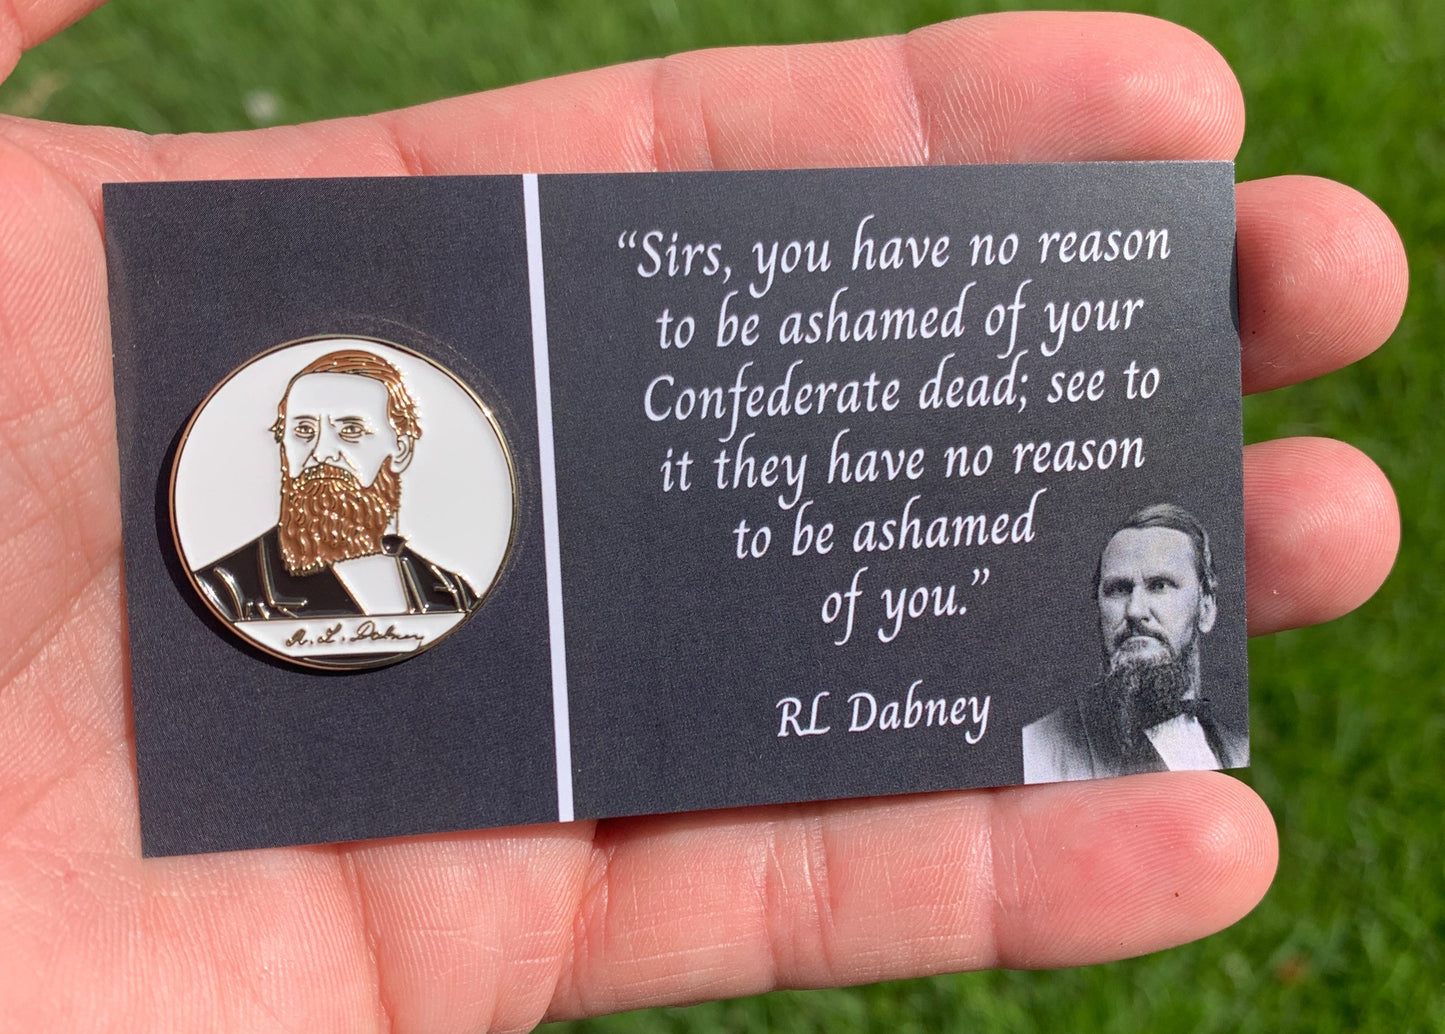 R. L. Dabney
“Sirs, you have no reason
to be ashamed of your
Confederate dead; see to
it they have no reason
to be ashamed
of you.”
RL Dabney